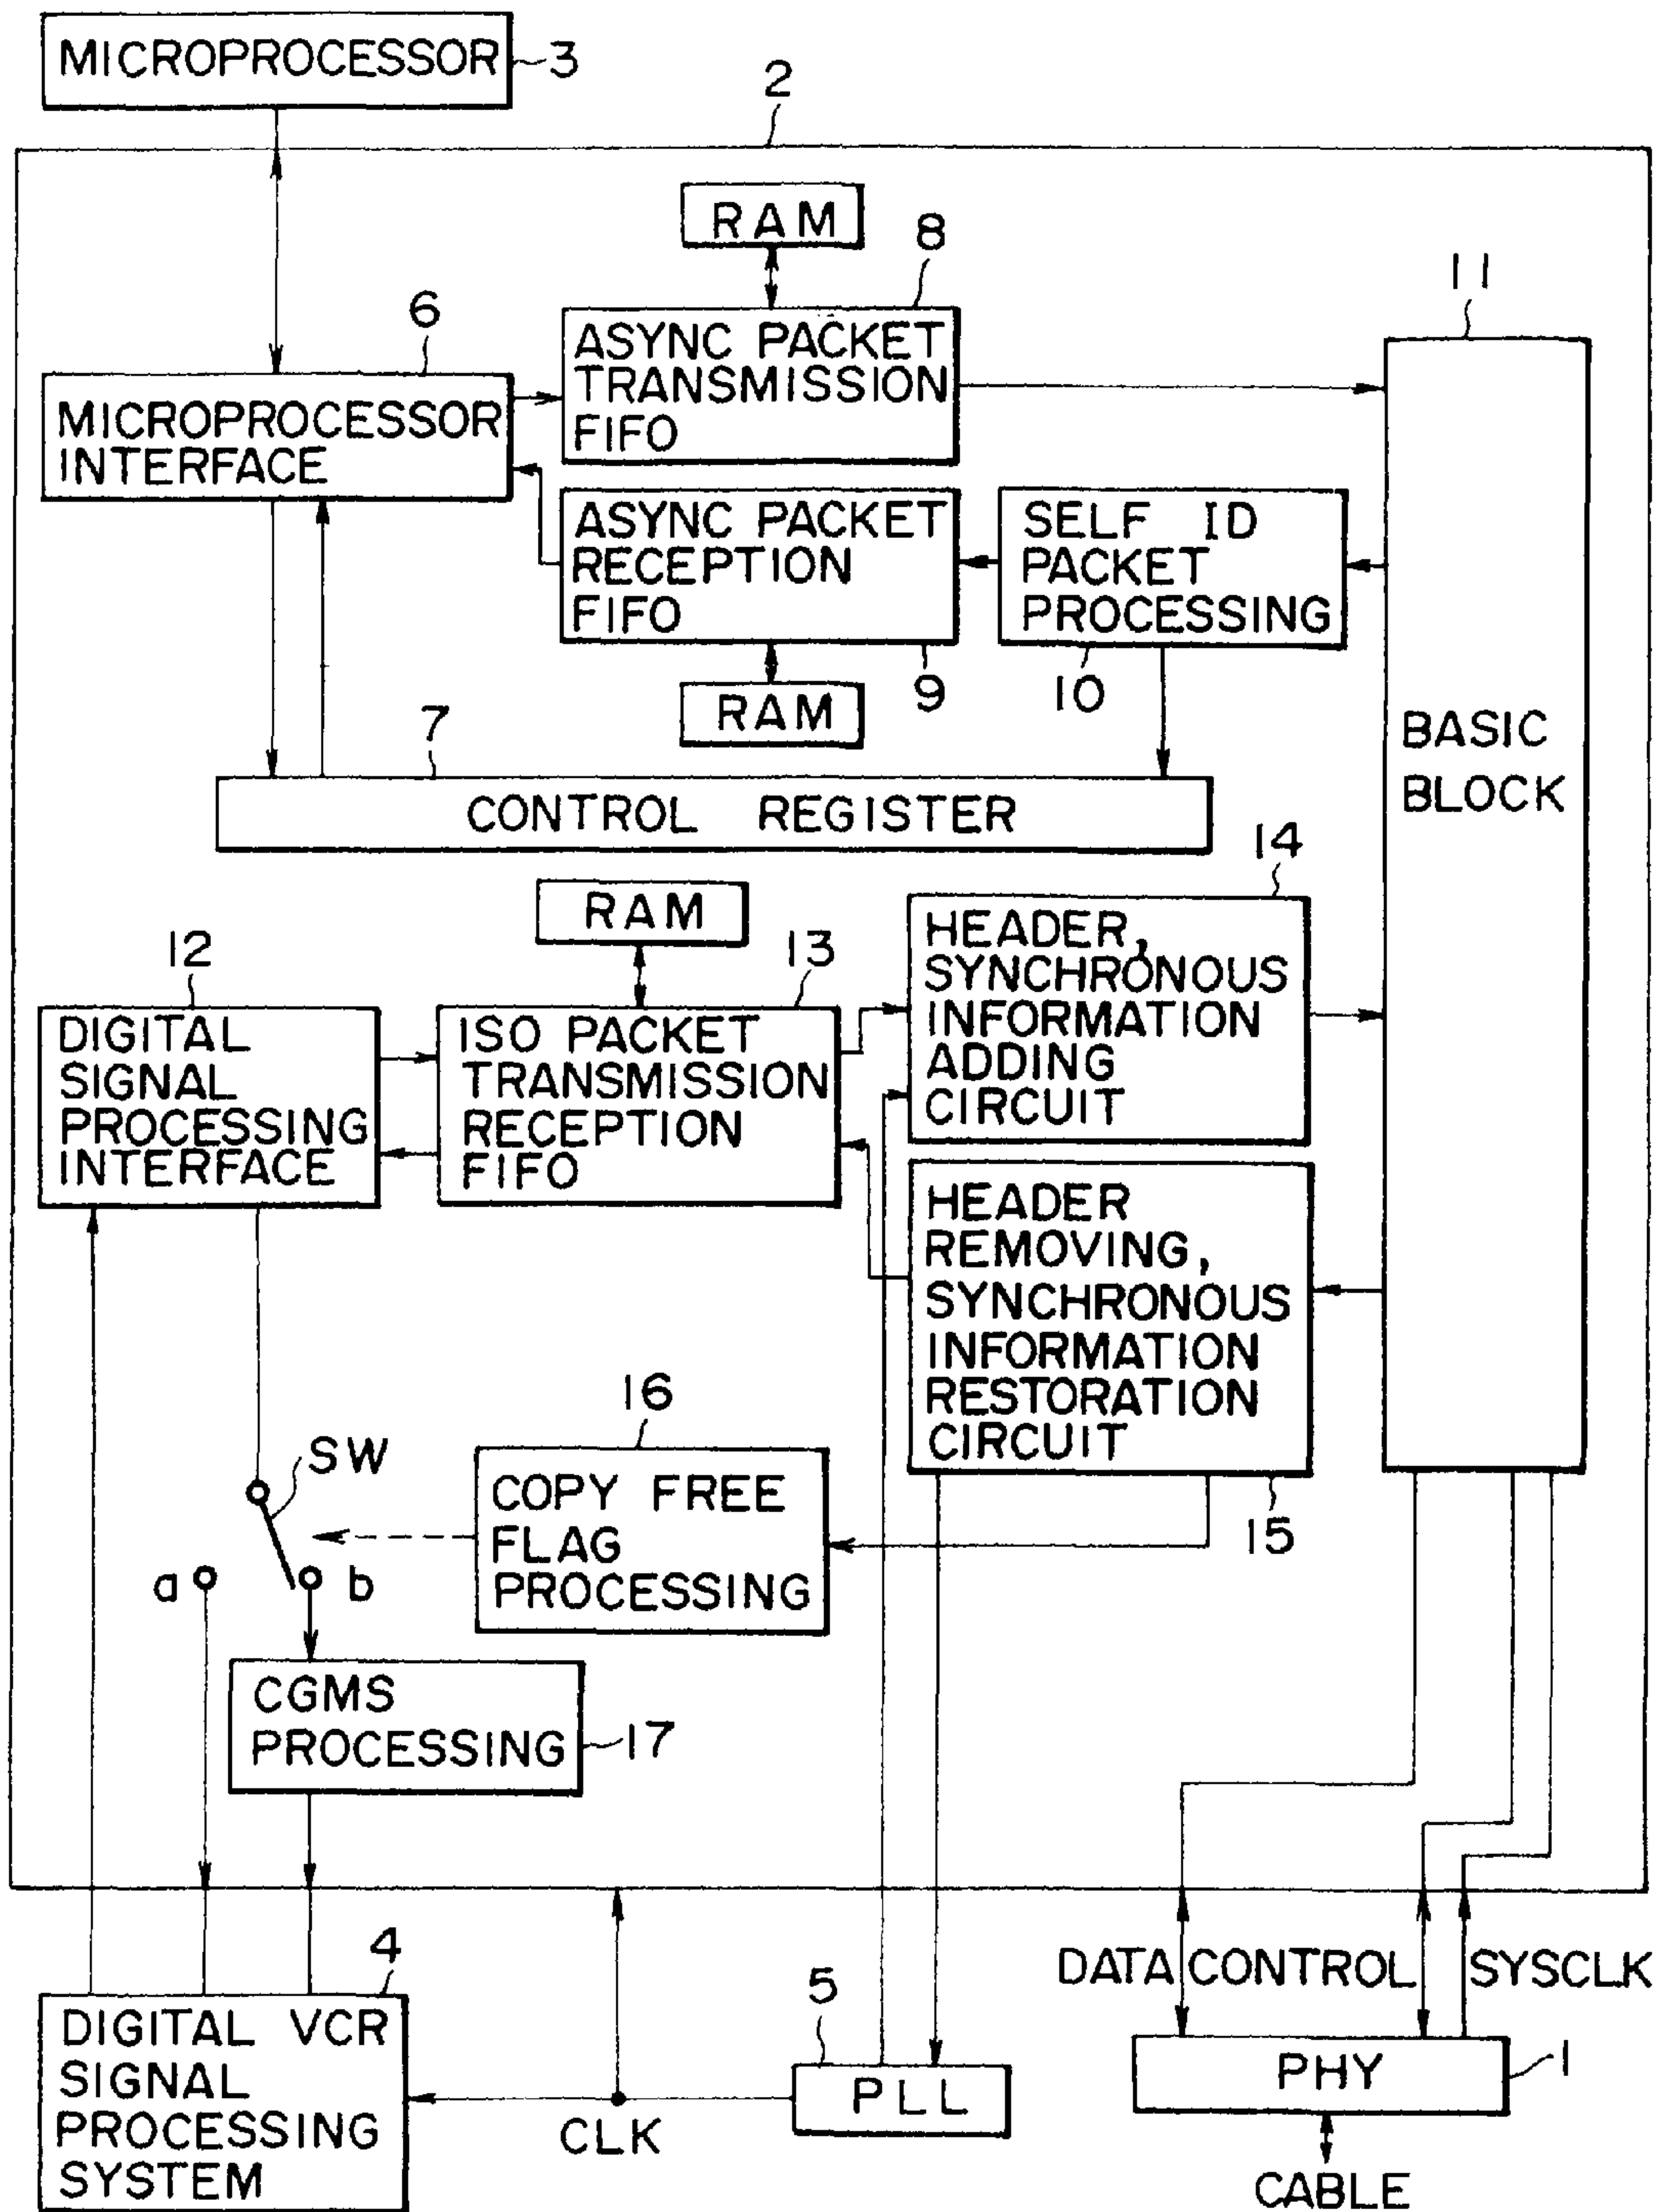 MICROPROCESSOR
3
2
RAM
8
11
6
ASYNC PACKET
TRANSMISSION
FIFO
MICROPROCESSOR
INTERFACE
ASYNC PACKET
RECEPTION
FIFO
SELF ID
PACKET
PROCESSING
9
10
RAM
BASIC
BLOCK
7
CONTROL REGISTER
14
RAM
12
13
HEADER,
SYNCHRONOUS
INFORMATION
ADDING
CIRCUIT
DIGITAL
SIGNAL
PROCESSING
INTERFACE
ISO PACKET
TRANSMISSION
RECEPTION
FIFO
HEADER
REMOVING,
SYNCHRONOUS
INFORMATION
RESTORATION
CIRCUIT
16
SW
COPY FREE
FLAG
PROCESSING
15
a
b
CGMS
PROCESSING
17
4
DATA
CONTROL
SYSCLK
5
DIGITAL VCR
SIGNAL
PROCESSING
SYSTEM
PLL
CLK
PHY
1
CABLE